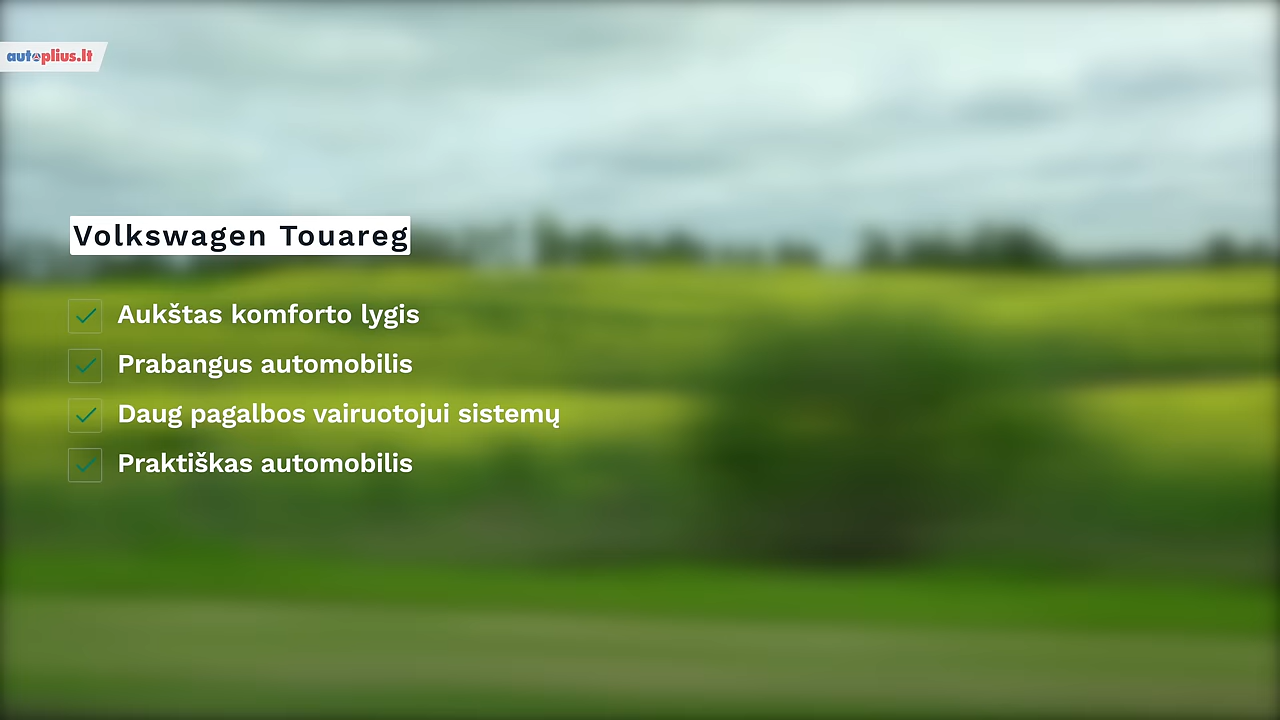 autoplius.lt
Volkswagen Touareg
Aukštas komforto lygis
Prabangus automobilis
Daug pagalbos vairuotojui sistemų
Praktiškas automobilis